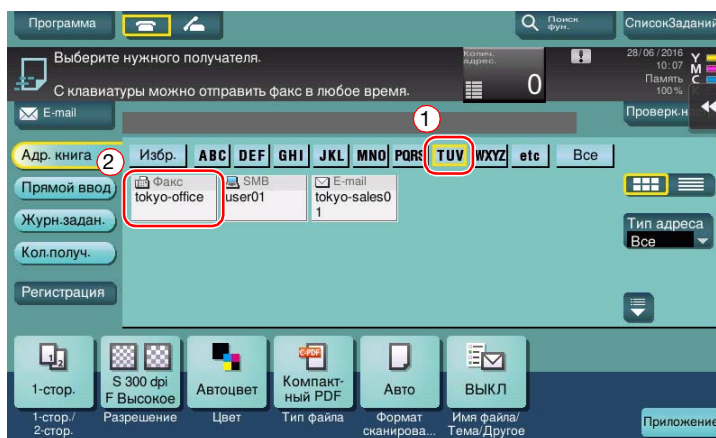 Программа
Поиск
фун.
СписокЗаданий
Выберите нужного получателя.
С клавиатуры можно отправить факс в любое время.
Колич.
адрес.
0
28/06/2016
10:07
Память
100%
Y
M
C
K
E-mail
Проверк.н
1
Адр. книга
2
Избр.
ABC
DEF
GHI
JKL
MNO
PQRS
TUV
WXYZ
etc
Все
Прямой ввод
Журн.задан.
Кол.получ.
Регистрация
Факс
tokyo-office
SMB
user01
E-mail
tokyo-sales0
1
Тип адреса
Все
1-стор.
S 300 dpi
F Высокое
Автоцвет
C-PDF
Компакт-
ный PDF
Авто
ВЫКЛ
1-стор./
2-стор.
Разрешение
Цвет
Тип файла
Формат
сканирова...
Имя файла/
Тема/Другое
Приложение